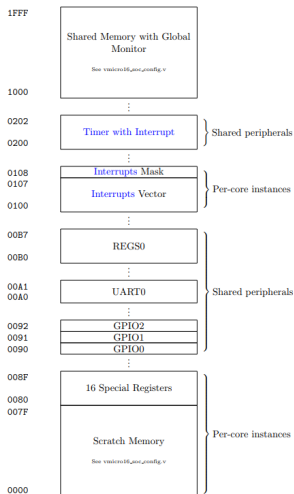 1FFF
Shared Memory with Global
Monitor
See vmicro16_soc_config.v
1000
⋮
0202
Timer with Interrupt
Shared peripherals
0200
⋮
0108
Interrupts Mask
0107
Interrupts Vector
Per-core instances
0100
⋮
00B7
REGS0
00B0
⋮
00A1
UART0
Shared peripherals
00A0
⋮
0092
GPIO2
0091
GPIO1
0090
GPIO0
⋮
008F
16 Special Registers
0080
007F
Per-core instances
Scratch Memory
See vmicro16_soc_config.v
0000